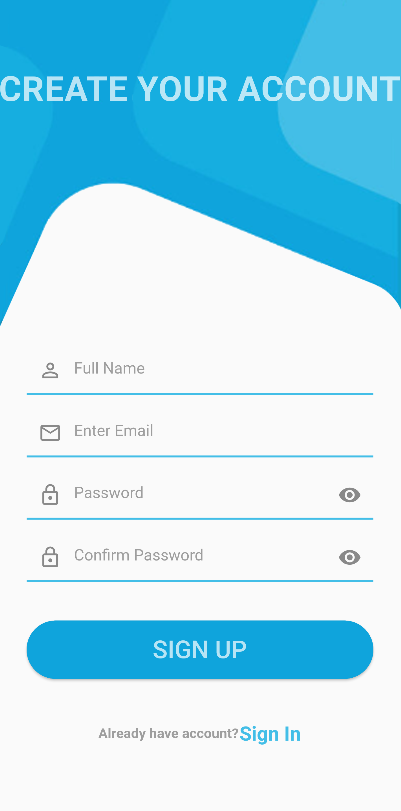 CREATE YOUR ACCOUNT
Full Name
Enter Email
Password
Confirm Password
SIGN UP
Already have account?Sign In